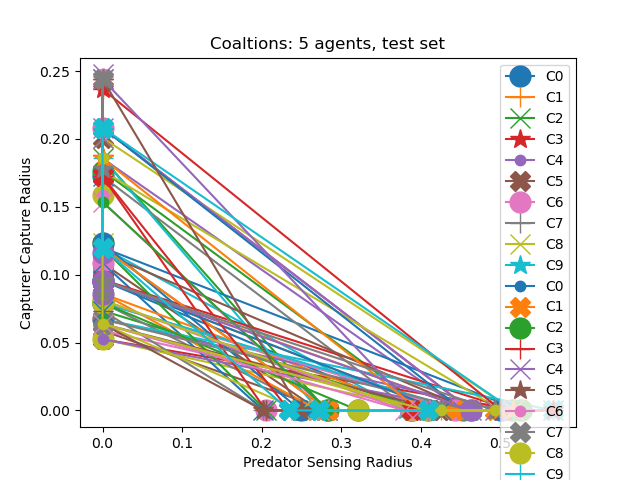 Coaltions: 5 agents, test set
Capturer Capture Radius
0.25
0.20
0.15
0.10
0.05
0.00
0.0 0.1 0.2 0.3 0.4 0.5
Predator Sensing Radius
C0
C1
C2
C3
C4
C5
C6
C7
C8
C9
C0
C1
C2
C3
C4
C5
C6
C7
C8
C9